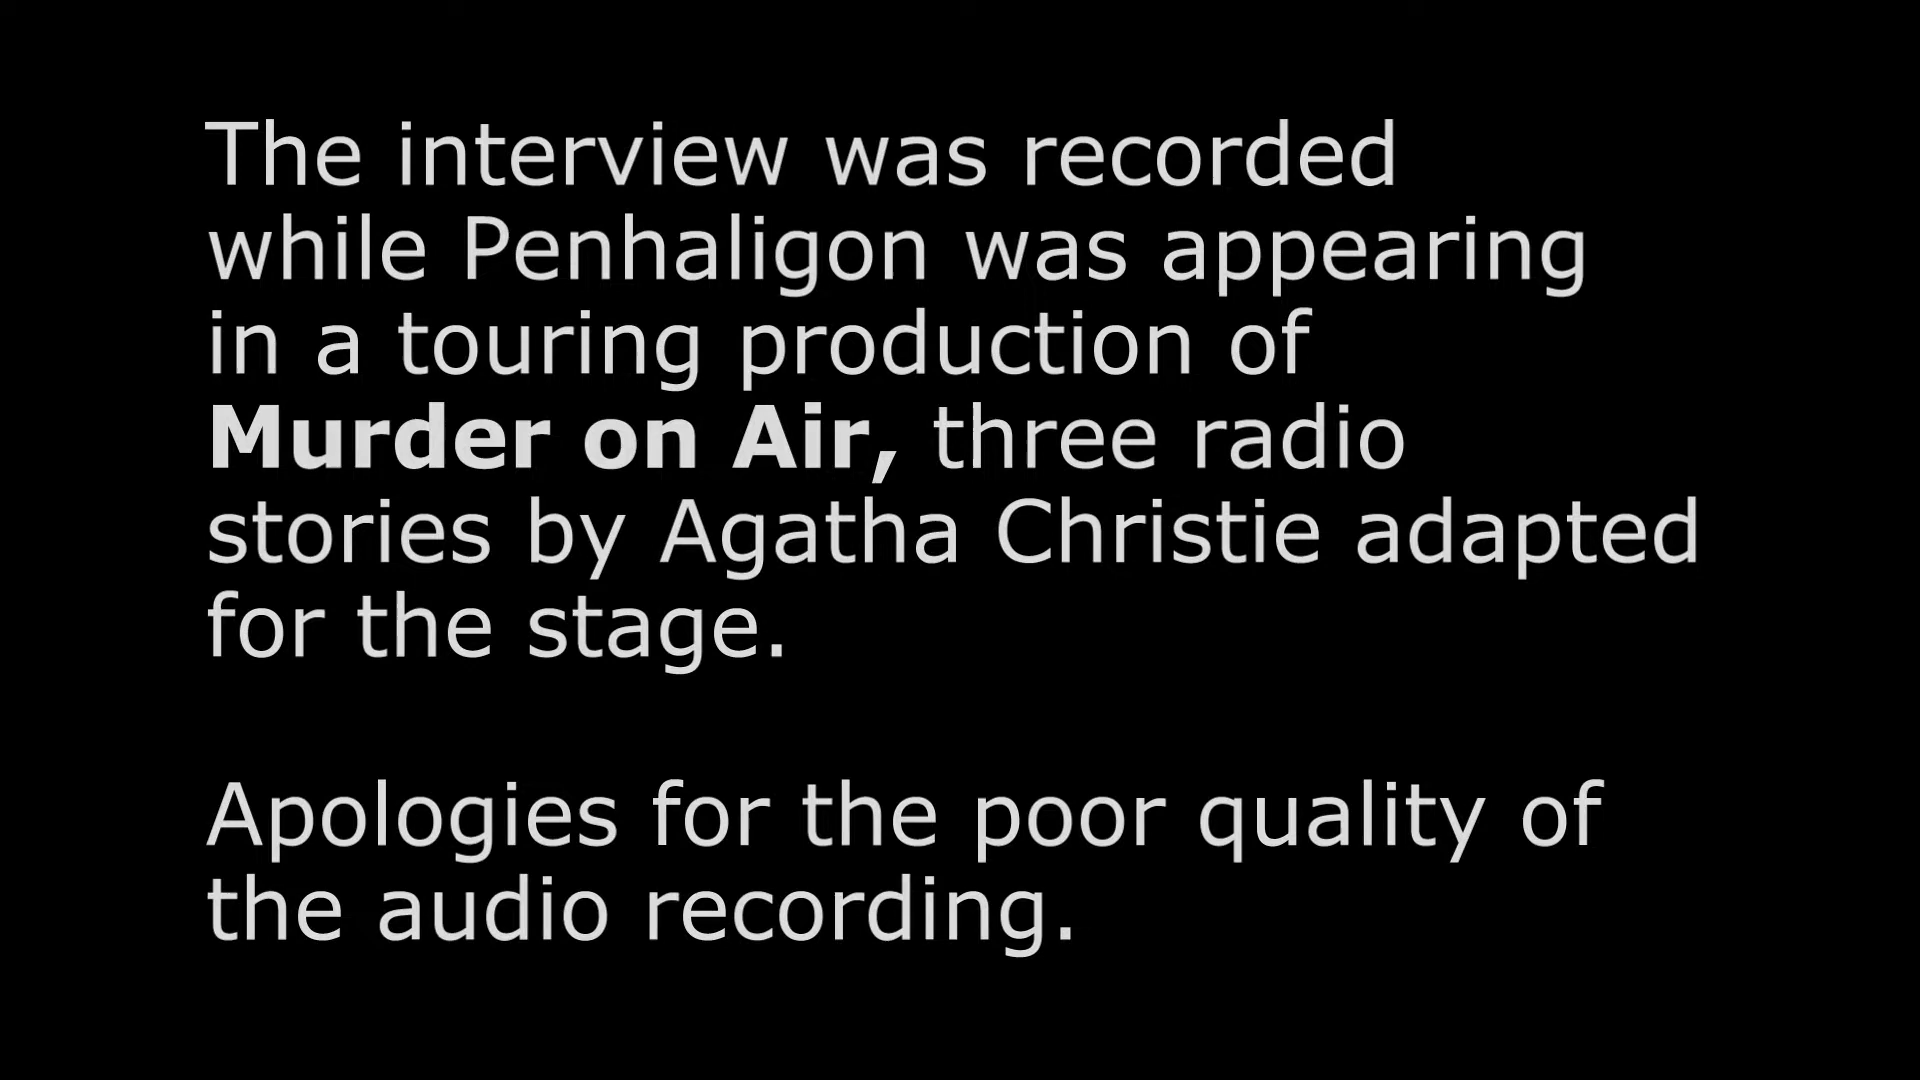 The interview was recorded
while Penhaligon was appearing
in a touring production of
Murder on Air, three radio
stories by Agatha Christie adapted
for the stage.
Apologies for the poor quality of
the audio recording.